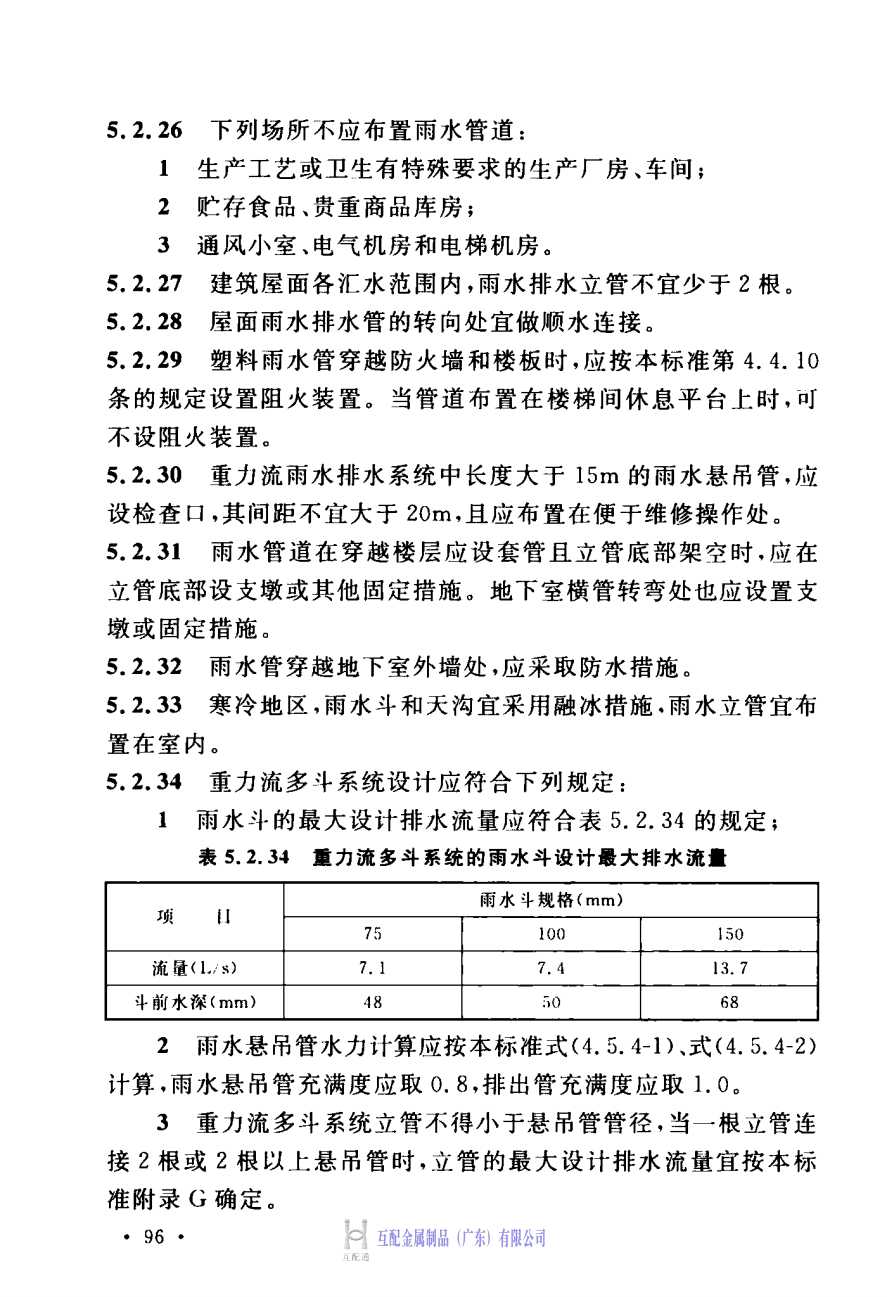 5.2.26 下列场所不应布置雨水管道：
1 生产工艺或卫生有特殊要求的生产厂房、车间；
2 贮存食品、贵重商品库房；
3 通风小室、电气机房和电梯机房。
5.2.27 建筑屋面各汇水范围内，雨水排水立管不宜少于 2 根。
5.2.28 屋面雨水排水管的转向处宜做顺水连接。
5.2.29 塑料雨水管穿越防火墙和楼板时，应按本标准第 4.4.10
条的规定设置阻火装置。当管道布置在楼梯间休息平台上时，可
不设阻火装置。
5.2.30 重力流雨水排水系统中长度大于 15m 的雨水悬吊管，应
设检查口，其间距不宜大于 20m，且应布置在便于维修操作处。
5.2.31 雨水管道在穿越楼层应设套管且立管底部架空时，应在
立管底部设支墩或其他固定措施。地下室横管转弯处也应设置支
墩或固定措施。
5.2.32 雨水管穿越地下室外墙处，应采取防水措施。
5.2.33 寒冷地区，雨水斗和天沟宜采用融冰措施，雨水立管宜布
置在室内。
5.2.34 重力流多斗系统设计应符合下列规定：
1 雨水斗的最大设计排水流量应符合表 5.2.34 的规定；
表 5.2.34 重力流多斗系统的雨水斗设计最大排水流量
项 目 雨水斗规格(mm)
75 100 150
流量(L/s) 7.1 7.4 13.7
斗前水深(mm) 48 50 68
2 雨水悬吊管水力计算应按本标准式(4.5.4-1)、式(4.5.4-2)
计算，雨水悬吊管充满度应取 0.8，排出管充满度应取 1.0。
3 重力流多斗系统立管不得小于悬吊管管径，当一根立管连
接 2 根或 2 根以上悬吊管时，立管的最大设计排水流量宜按本标
准附录 G 确定。
· 96 ·
互配通
互配金属制品（广东）有限公司